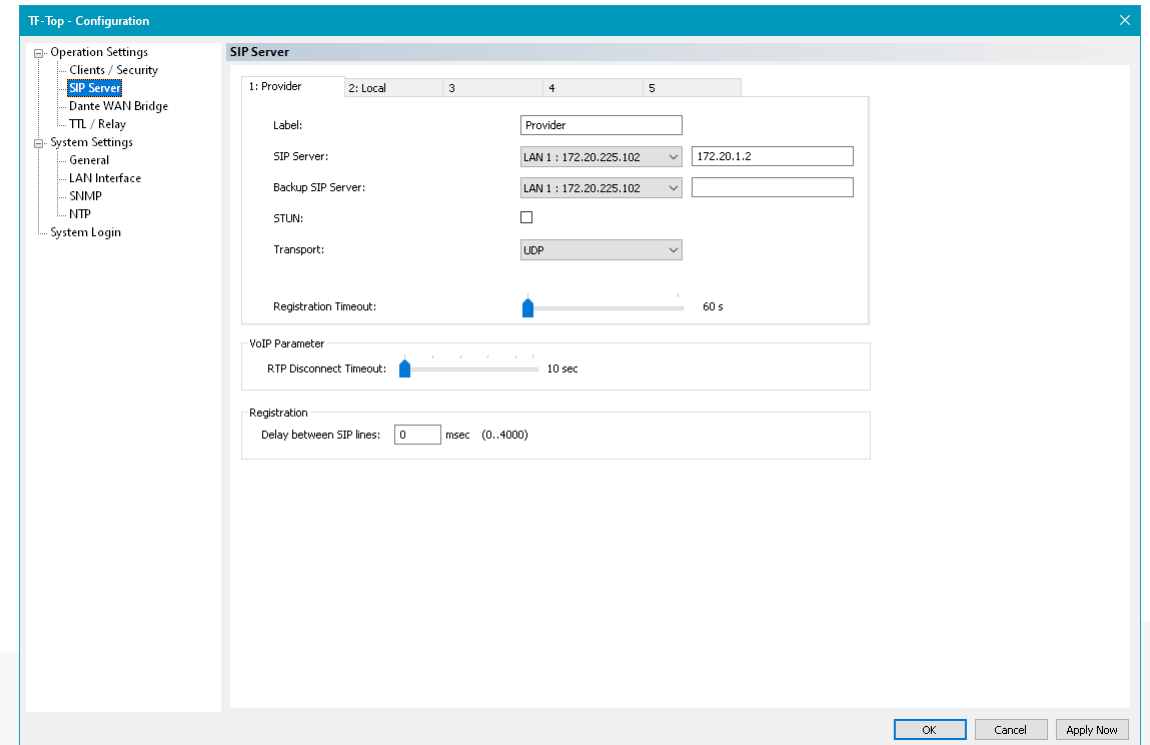 TF-Top - Configuration
Operation Settings
Clients / Security
SIP Server
Dante WAN Bridge
TTL / Relay
System Settings
General
LAN Interface
SNMP
NTP
System Login
SIP Server
1: Provider 2: Local 3 4 5
Label: Provider
SIP Server: LAN 1 : 172.20.225.102 172.20.1.2
Backup SIP Server: LAN 1 : 172.20.225.102
STUN:
Transport: UDP
Registration Timeout: 60 s
VoIP Parameter
RTP Disconnect Timeout: 10 sec
Registration
Delay between SIP lines: 0 msec (0..4000)
OK Cancel Apply Now